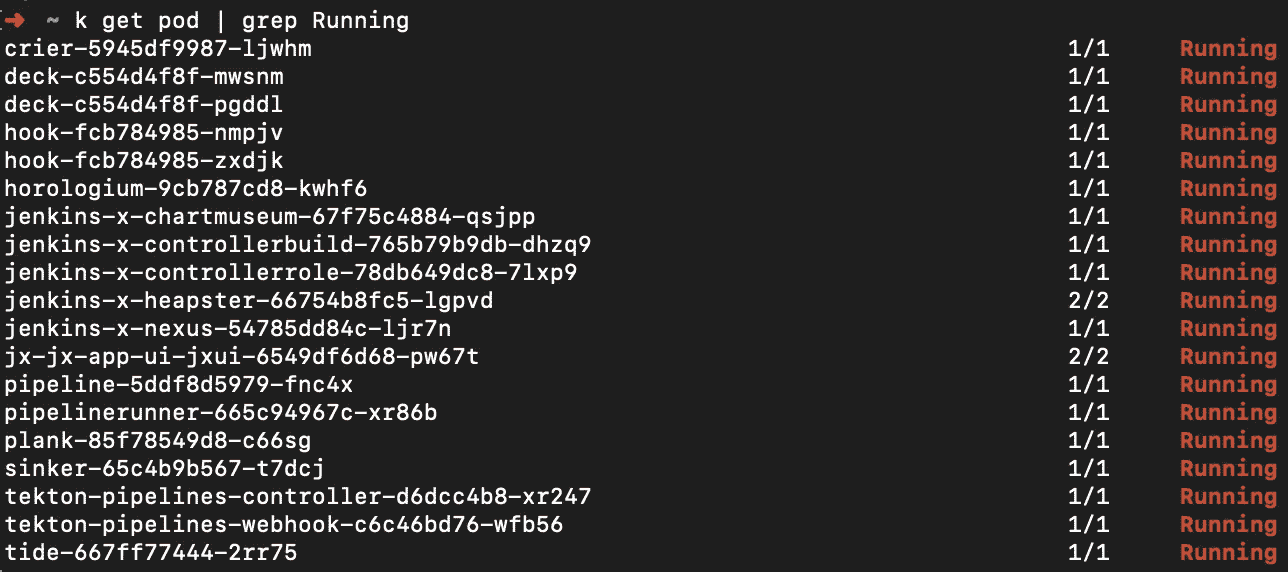 ➜ ~ k get pod | grep Running
crier-5945df9987-ljwhm 1/1 Running
deck-c554d4f8f-mwsnm 1/1 Running
deck-c554d4f8f-pgddl 1/1 Running
hook-fcb784985-nmpjv 1/1 Running
hook-fcb784985-zxdjk 1/1 Running
horologium-9cb787cd8-kwhf6 1/1 Running
jenkins-x-chartmuseum-67f75c4884-qsjpp 1/1 Running
jenkins-x-controllerbuild-765b79b9db-dhzq9 1/1 Running
jenkins-x-controllerrole-78db649dc8-7lxp9 1/1 Running
jenkins-x-heapster-66754b8fc5-lgpvd 2/2 Running
jenkins-x-nexus-54785dd84c-ljr7n 1/1 Running
jx-jx-app-ui-jxui-6549df6d68-pw67t 2/2 Running
pipeline-5ddf8d5979-fnc4x 1/1 Running
pipelinerunner-665c94967c-xr86b 1/1 Running
plank-85f78549d8-c66sg 1/1 Running
sinker-65c4b9b567-t7dcj 1/1 Running
tekton-pipelines-controller-d6dcc4b8-xr247 1/1 Running
tekton-pipelines-webhook-c6c46bd76-wfb56 1/1 Running
tide-667ff77444-2rr75 1/1 Running